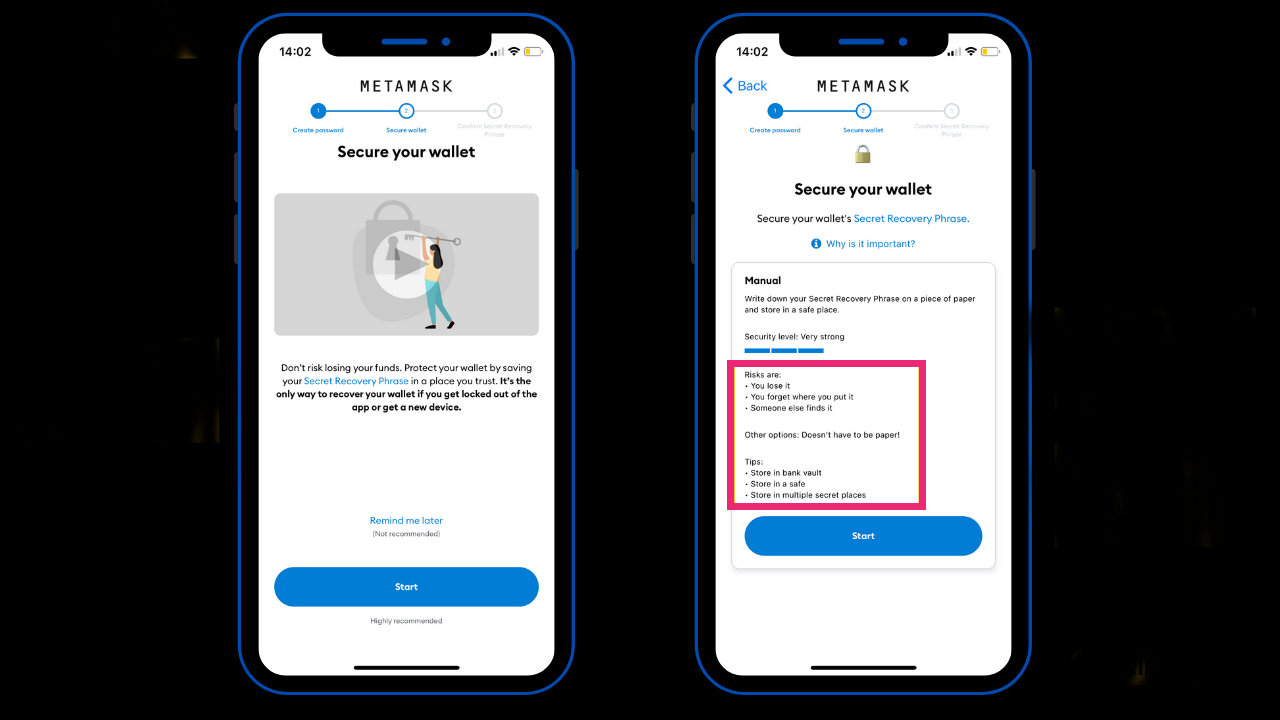 14:02
METAMASK
1
2
3
Create password
Secure wallet
Confirm Secret Recovery
Phrase
Secure your wallet
Don't risk losing your funds. Protect your wallet by saving
your Secret Recovery Phrase in a place you trust. It's the
only way to recover your wallet if you get locked out of the
app or get a new device.
Remind me later
(Not recommended)
Start
Highly recommended
14:02
Back
METAMASK
1
2
3
Create password
Secure wallet
Confirm Secret Recovery
Phrase
Secure your wallet
Secure your wallet's Secret Recovery Phrase.
Why is it important?
Manual
Write down your Secret Recovery Phrase on a piece of paper
and store in a safe place.
Security level: Very strong
Risks are:
• You lose it
• You forget where you put it
• Someone else finds it
Other options: Doesn't have to be paper!
Tips:
• Store in bank vault
• Store in a safe
• Store in multiple secret places
Start